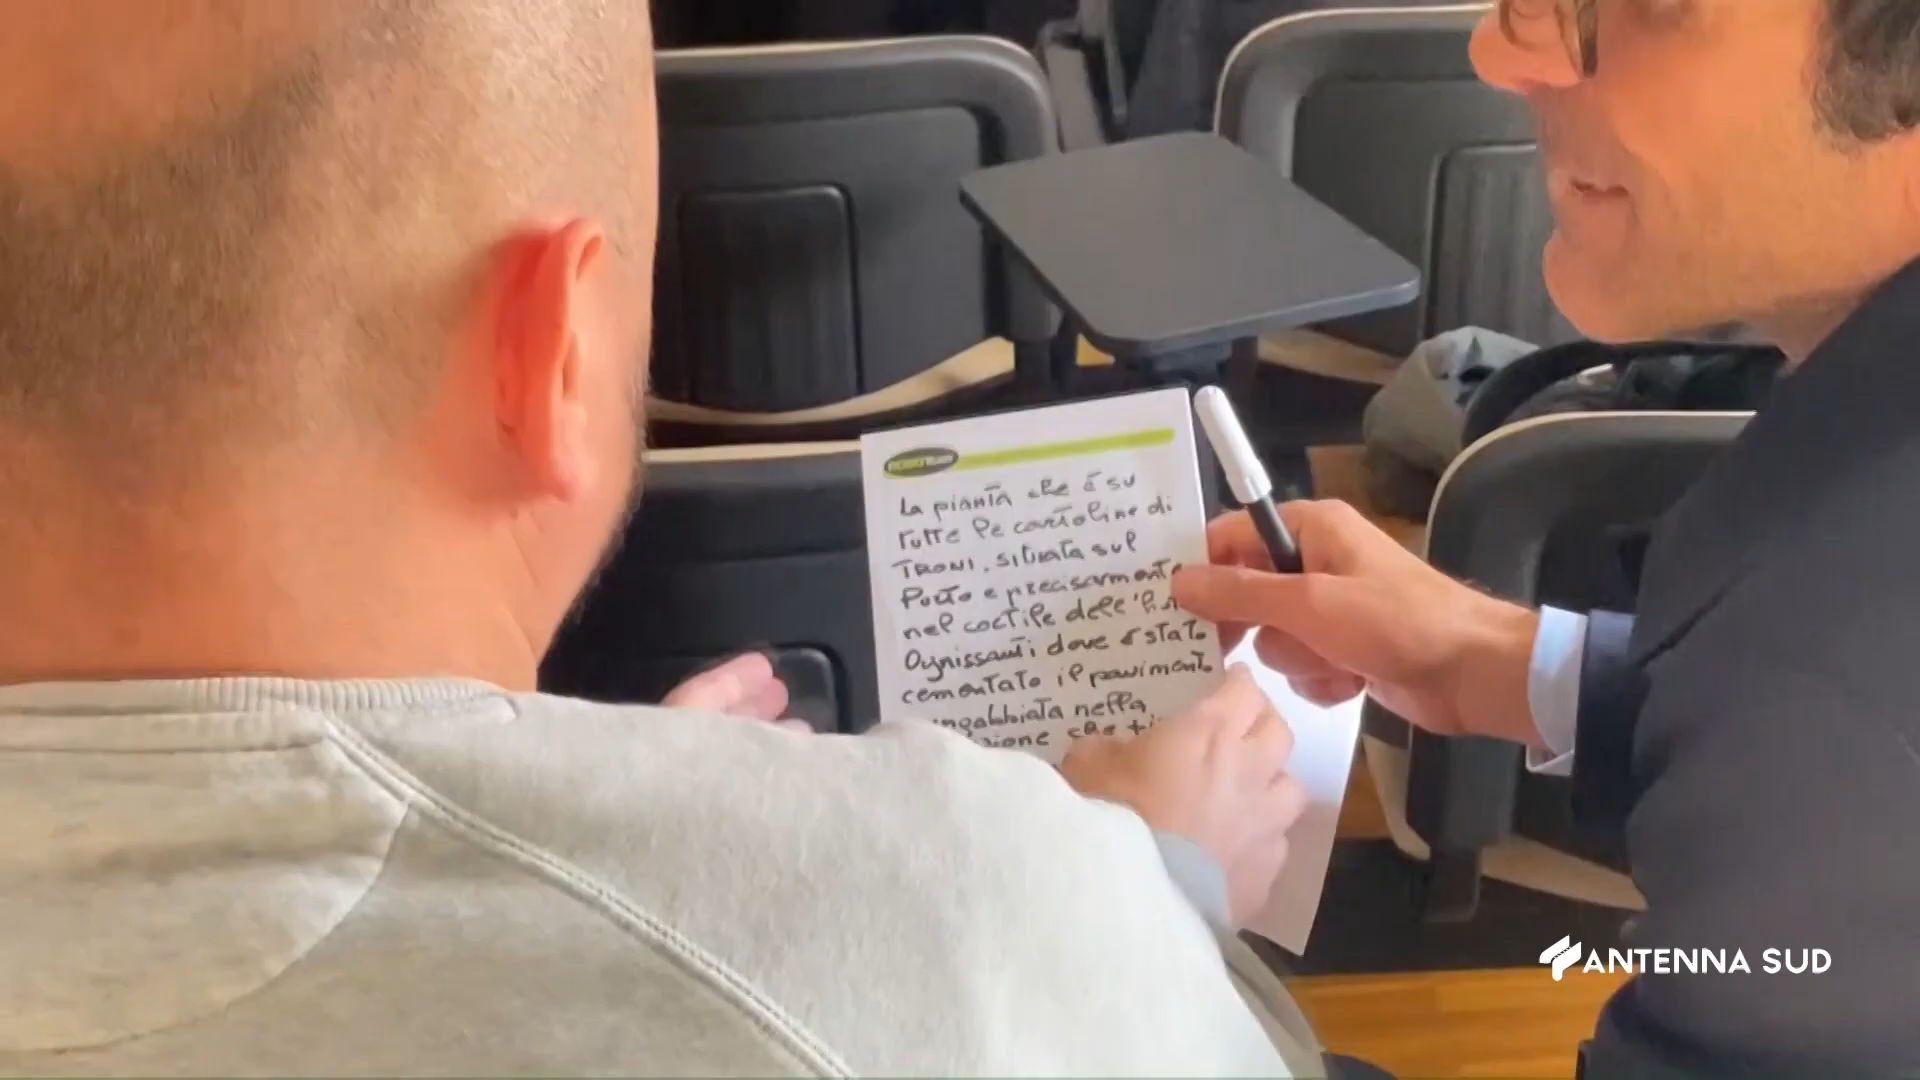 La pianta che è su
tutte le cartoline di
TRANI, situata sul
Porto e precisamente
nel cortile dell'
Ognissanti dove è stato
cementato il pavimento
ingabbiata nella
che
ANTENNA SUD